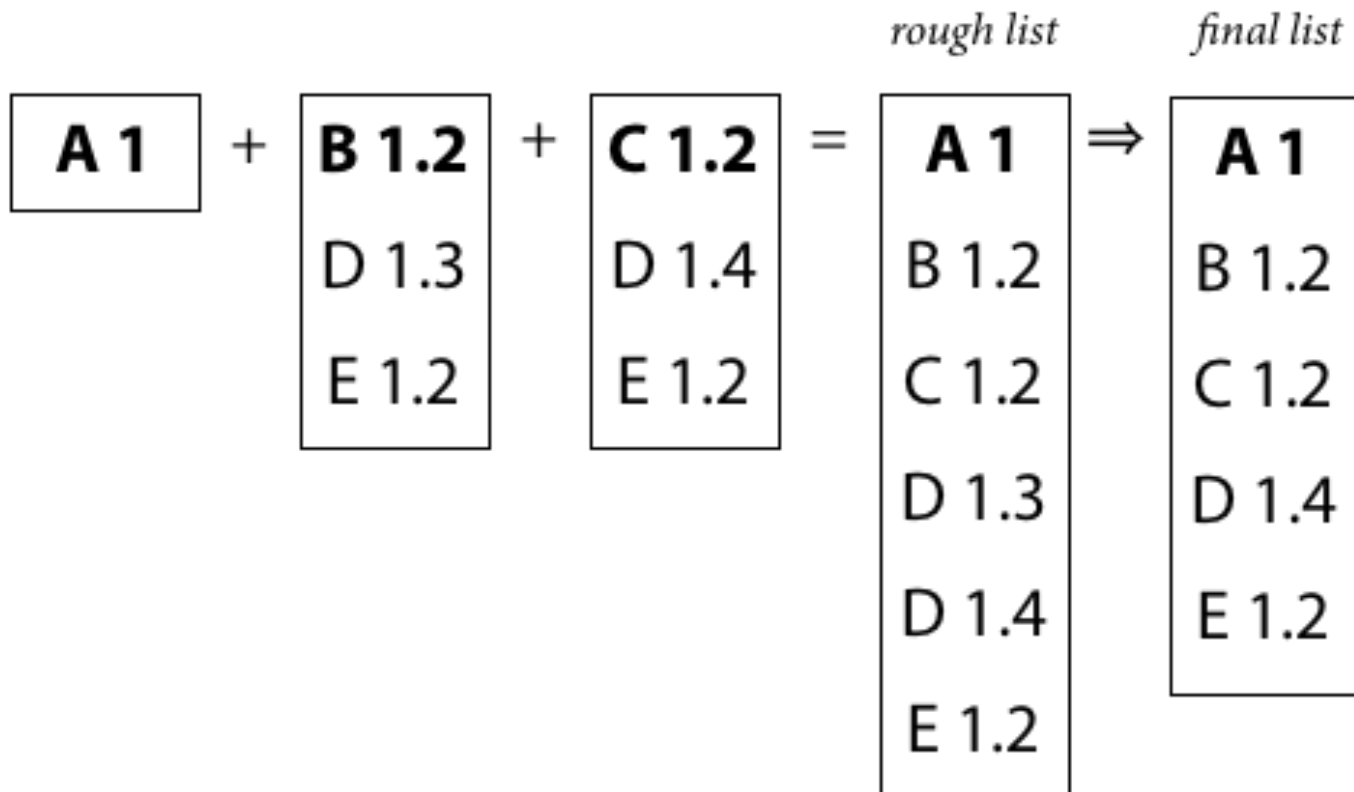 rough list final list
A 1 + B 1.2 + C 1.2 = A 1 ⇒ A 1
D 1.3 D 1.4 B 1.2 B 1.2
E 1.2 E 1.2 C 1.2 C 1.2
D 1.3 D 1.4
D 1.4 E 1.2
E 1.2